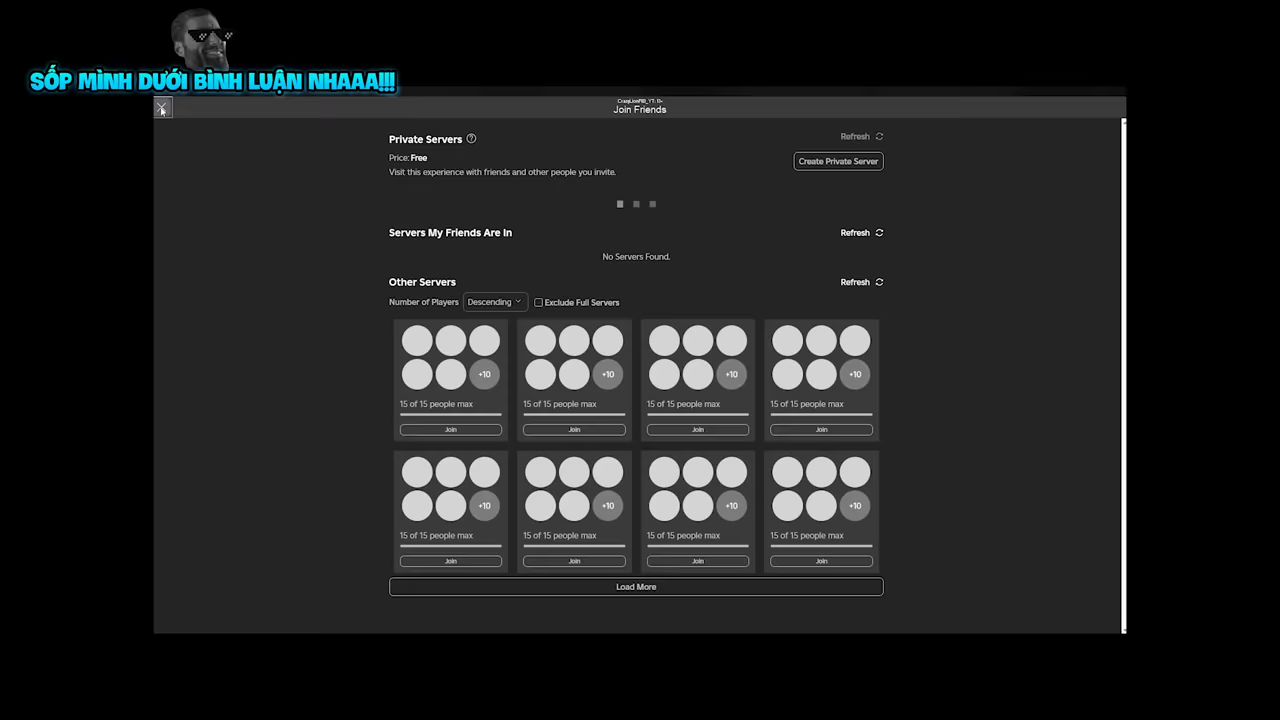 SỐP MÌNH DƯỚI BÌNH LUẬN NHAAA!!!
Join Friends
Private Servers
Refresh
Price: Free
Create Private Server
Visit this experience with friends and other people you invite.
Servers My Friends Are In
Refresh
No Servers Found.
Other Servers
Refresh
Number of Players Descending Exclude Full Servers
+10 +10 +10 +10
15 of 15 people max 15 of 15 people max 15 of 15 people max 15 of 15 people max
Join Join Join Join
+10 +10 +10 +10
15 of 15 people max 15 of 15 people max 15 of 15 people max 15 of 15 people max
Join Join Join Join
Load More